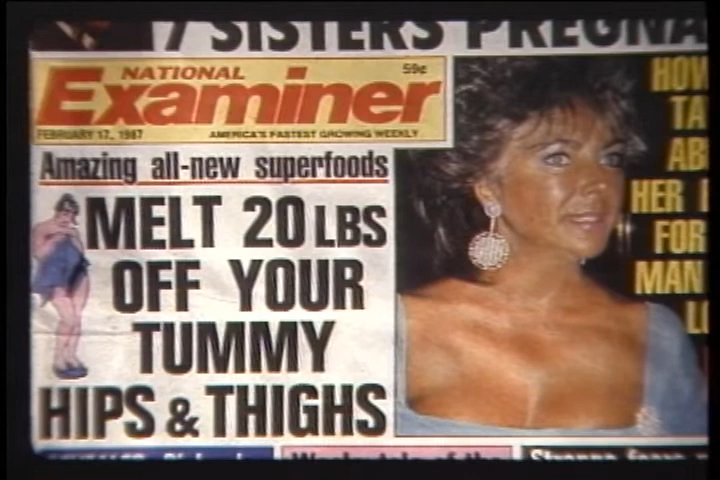 7 SISTERS PREGNA
NATIONAL
Examiner
59¢
FEBRUARY 17, 1987
AMERICA'S FASTEST GROWING WEEKLY
Amazing all-new superfoods
MELT 20 LBS
OFF YOUR
TUMMY
HIPS & THIGHS
HOW
TA
AB
HER
FOR
MAN